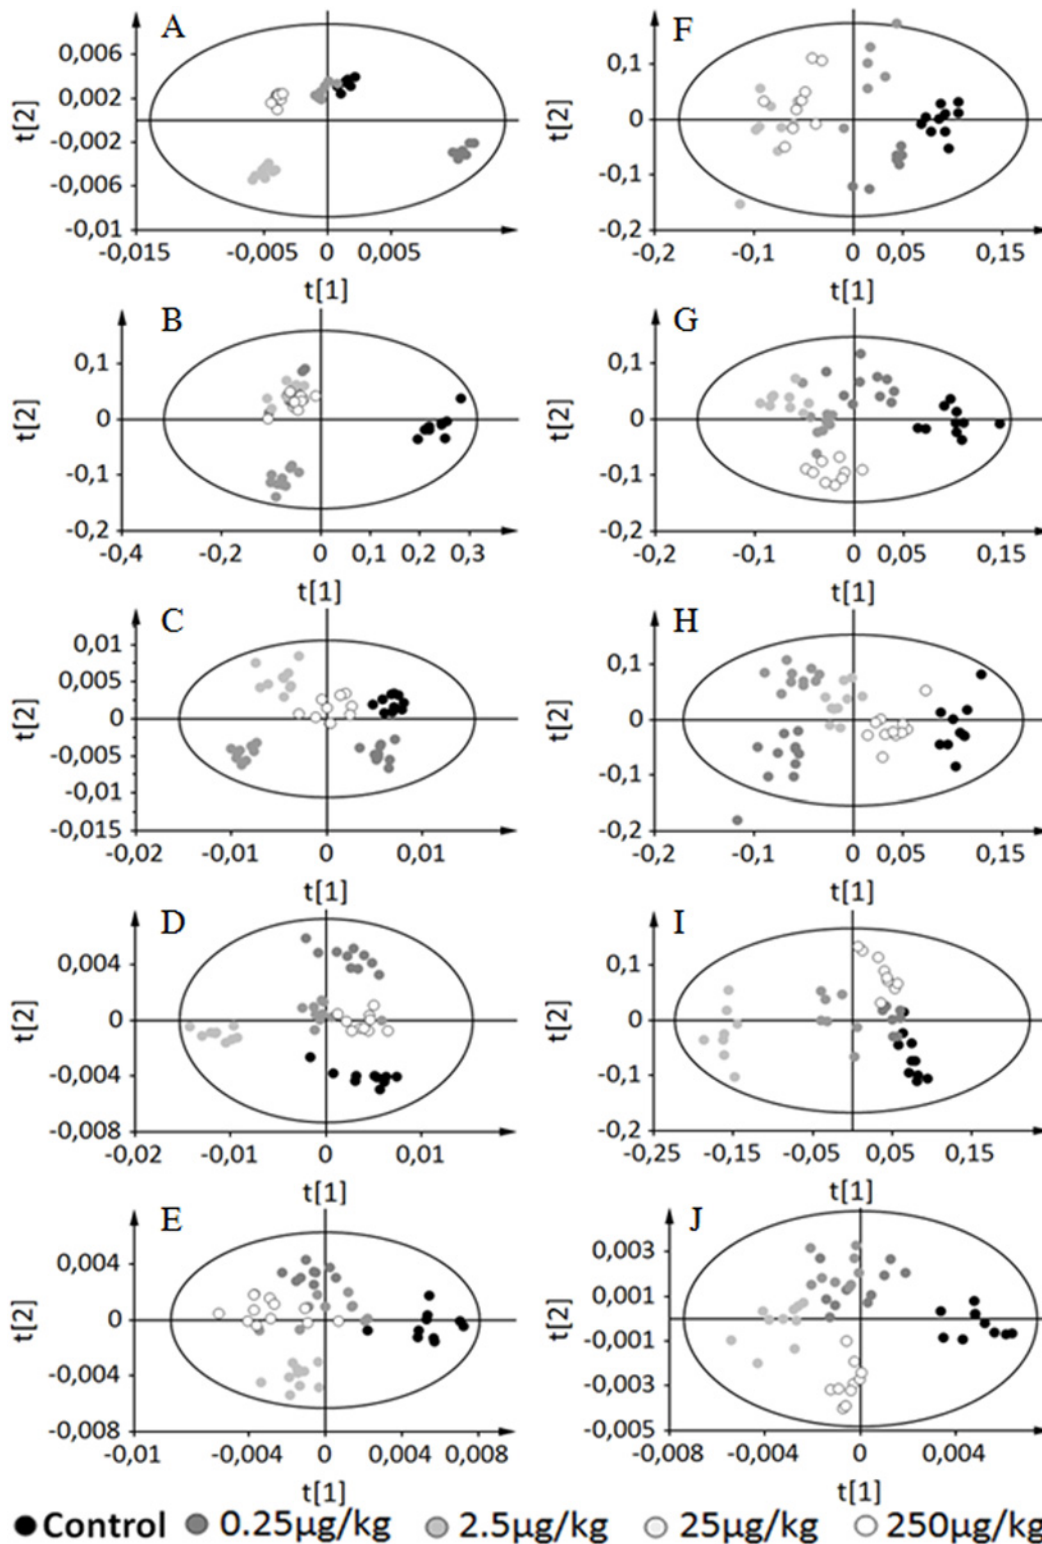 A
t[2]
0,006
0,002
-0,002
-0,006
-0,01
-0,015 -0,005 0 0,005
t[1]
F
t[2]
0,1
0
-0,1
-0,2
-0,2 -0,1 0 0,05 0,15
t[1]
B
t[2]
0,1
0
-0,1
-0,2
-0,4 -0,2 0 0,1 0,2 0,3
t[1]
G
t[2]
0,1
0
-0,1
-0,2
-0,2 -0,1 0 0,05 0,15
t[1]
C
t[2]
0,01
0,005
0
-0,005
-0,01
-0,015
-0,02 -0,01 0 0,01
t[1]
H
t[2]
0,1
0
-0,1
-0,2
-0,2 -0,1 0 0,05 0,15
t[1]
D
t[2]
0,004
0
-0,004
-0,008
-0,02 -0,01 0 0,01
t[1]
I
t[2]
0,1
0
-0,1
-0,2
-0,25 -0,15 -0,05 0,05 0,15
t[1]
E
t[2]
0,004
0
-0,004
-0,008
-0,01 -0,004 0 0,004 0,008
t[1]
J
t[2]
0,003
0,001
-0,001
-0,003
-0,005
-0,008 -0,004 0 0,004
t[1]
Control 0.25µg/kg 2.5µg/kg 25µg/kg 250µg/kg